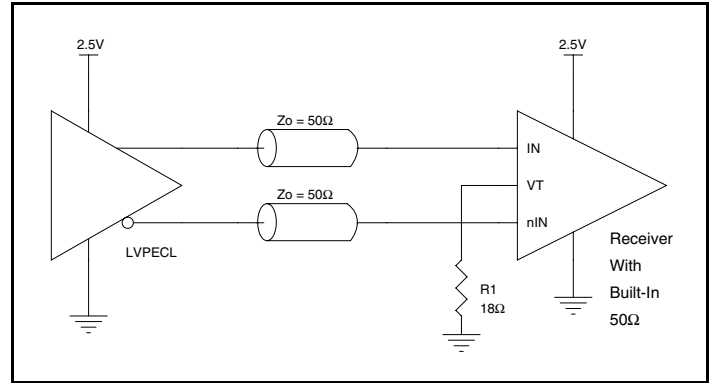 2.5V
2.5V
Zo = 50Ω
IN
VT
Zo = 50Ω
nIN
LVPECL
Receiver
With
Built-In
50Ω
R1
18Ω